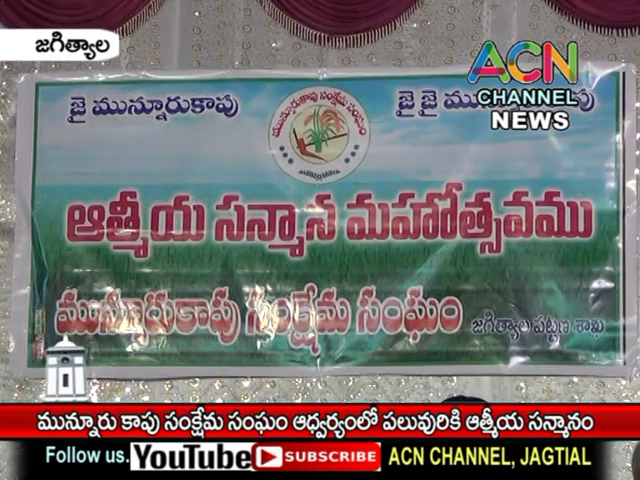 జగిత్యాల
ACN
CHANNEL
NEWS
జై మున్నూరుకాపు
జై జై
మున్నూరుకాపు సంక్షేమ సంఘం
ఆత్మీయ సన్మాన మహోత్సవము
మున్నూరుకాపు సంక్షేమ సంఘం
జగిత్యాల పట్టణ శాఖ
మున్నూరు కాపు సంక్షేమ సంఘం ఆధ్వర్యంలో పలువురికి ఆత్మీయ సన్మానం
Follow us. YouTube SUBSCRIBE ACN CHANNEL, JAGTIAL